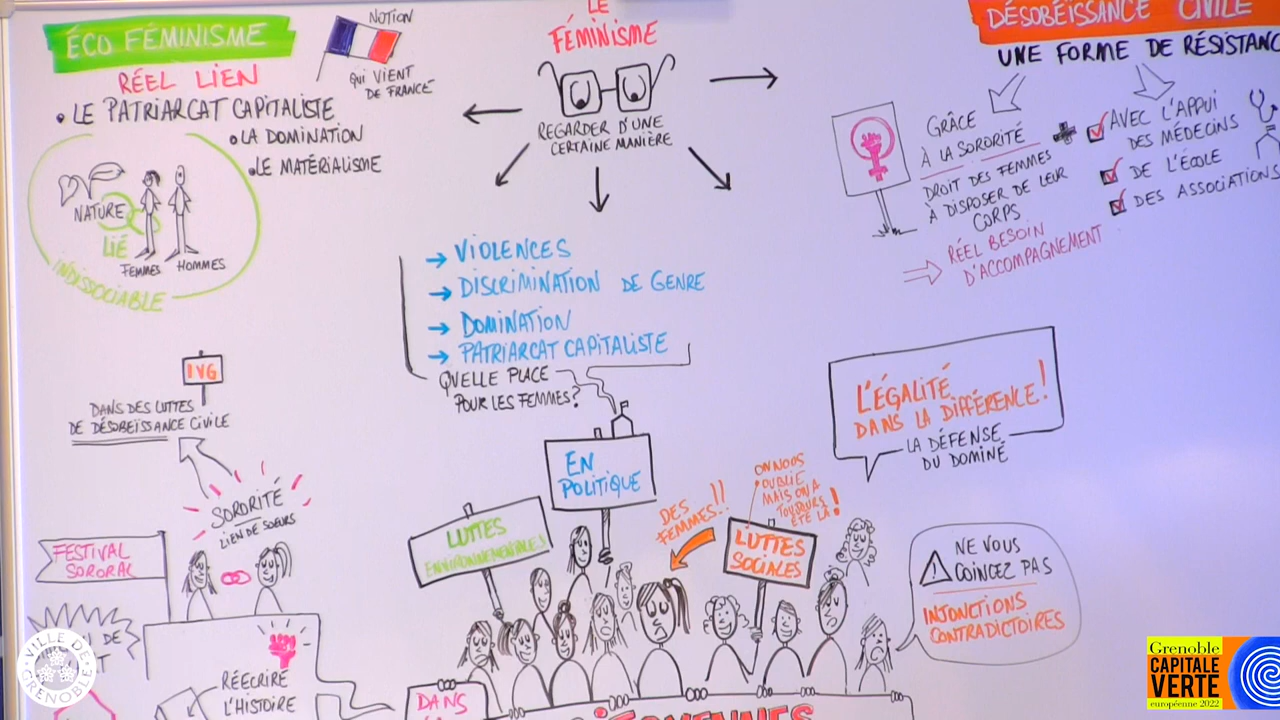 ÉCO FÉMINISME
RÉEL LIEN
• LE PATRIARCAT CAPITALISTE
• LA DOMINATION
• LE MATÉRIALISME
NATURE
LIÉ
FEMMES HOMMES
INDISSOCIABLE
NOTION
QUI VIENT
DE FRANCE
LE
FÉMINISME
REGARDER D'UNE
CERTAINE MANIÈRE
→ VIOLENCES
→ DISCRIMINATION DE GENRE
→ DOMINATION
→ PATRIARCAT CAPITALISTE
QUELLE PLACE
POUR LES FEMMES?
DÉSOBÉISSANCE CIVILE
UNE FORME DE RÉSISTANC
GRÂCE
À LA SORORITÉ
DROIT DES FEMMES
À DISPOSER DE LEUR
CORPS
+
AVEC L'APPUI
DES MÉDECINS
DE L'ÉCOLE
DES ASSOCIATIONS
RÉEL BESOIN
D'ACCOMPAGNEMENT
IVG
DANS DES LUTTES
DE DÉSOBEÏSSANCE CIVILE
SORORITÉ
LIEN DE SOEURS
FESTIVAL
SORORAL
DE
RÉECRIRE
L'HISTOIRE
EN
POLITIQUE
LUTTES
ENVIRONNEMENTALES
DES
FEMMES!!
ON NOUS
OUBLIE
MAIS ON A
TOUJOURS
ÉTÉ LÀ!
LUTTES
SOCIALES
L'ÉGALITÉ
DANS LA DIFFÉRENCE!
LA DÉFENSE
DU DOMINÉ
NE VOUS
COINCEZ PAS
INJONCTIONS
CONTRADICTOIRES
DANS
VILLE DE
GRENOBLE
Grenoble
CAPITALE
VERTE
européenne 2022